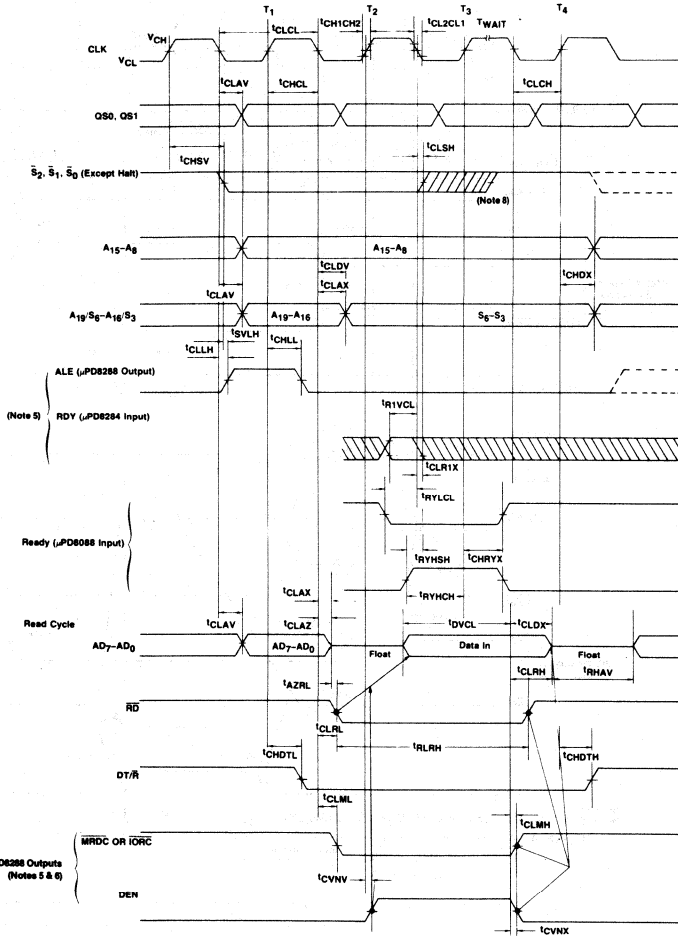 T1 T2 T3 TWAIT T4
tCLCL tCH1CH2 tCL2CL1
CLK VCH
VCL
tCLAV tCHCL tCLCH
QS0, QS1
tCHSV tCLSH
S̄2, S̄1, S̄0 (Except Halt)
(Note 8)
A15–A8 A15–A8
tCLDV
tCHDX
tCLAV tCLAX
A19/S6–A16/S3 A19–A16 S6–S3
tSVLH
tCLLH tCHLL
ALE (µPD8288 Output)
(Note 5) RDY (µPD8284 Input)
tR1VCL
tCLR1X
tRYLCL
Ready (µPD8088 Input)
tRYHSH tCHRYX
tRYHCH
tCLAX
tCLAV tCLAZ tDVCL tCLDX
Read Cycle
AD7–AD0 AD7–AD0 Float Data In Float
tCLRH tRHAV
tAZRL
R̄D̄
tCLRL
tCHDTL tRLRH tCHDTH
DT/R̄
tCLML tCLMH
M̄R̄D̄C̄ OR ĪŌR̄C̄
D8288 Outputs
(Notes 5 & 6)
tCVNV
DEN
tCVNX